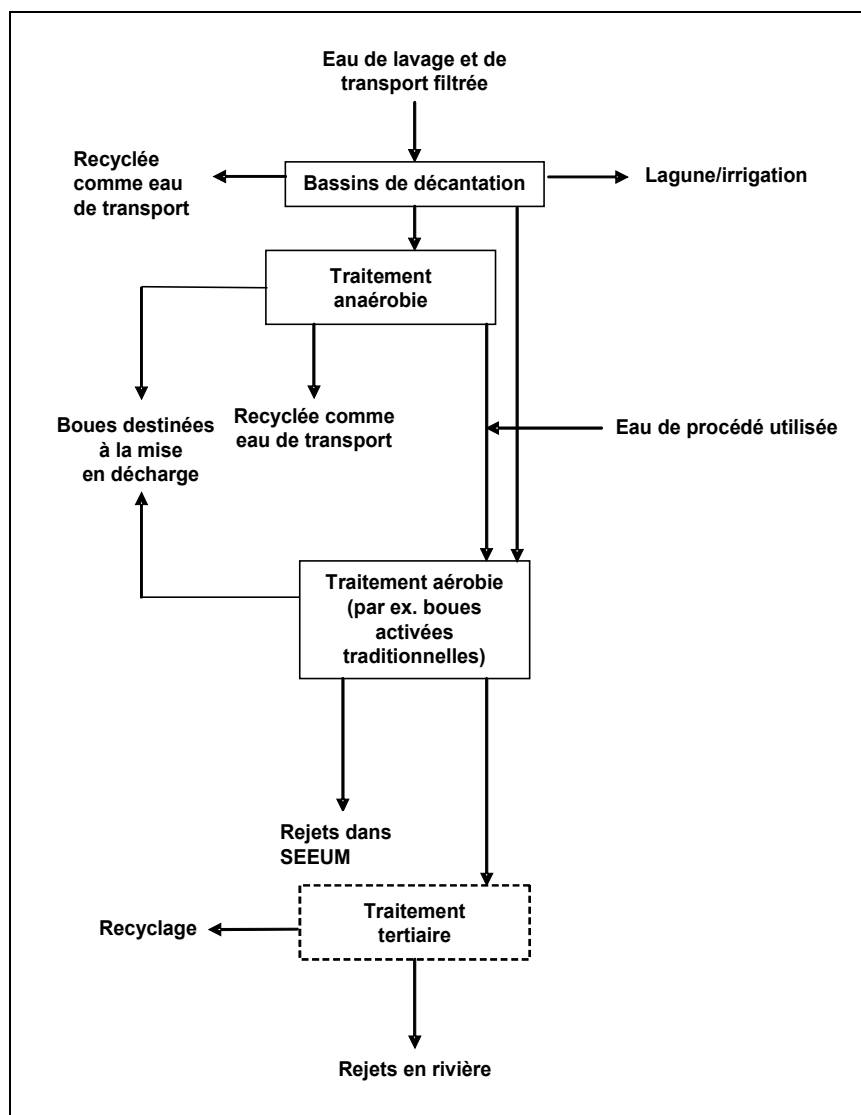 Eau de lavage et de
transport filtrée
Recyclée
comme eau
de transport
Bassins de décantation
Lagune/irrigation
Traitement
anaérobie
Boues destinées
à la mise
en décharge
Recyclée comme
eau de transport
Eau de procédé utilisée
Traitement aérobie
(par ex. boues
activées
traditionnelles)
Rejets dans
SEEUM
Recyclage
Traitement
tertiaire
Rejets en rivière